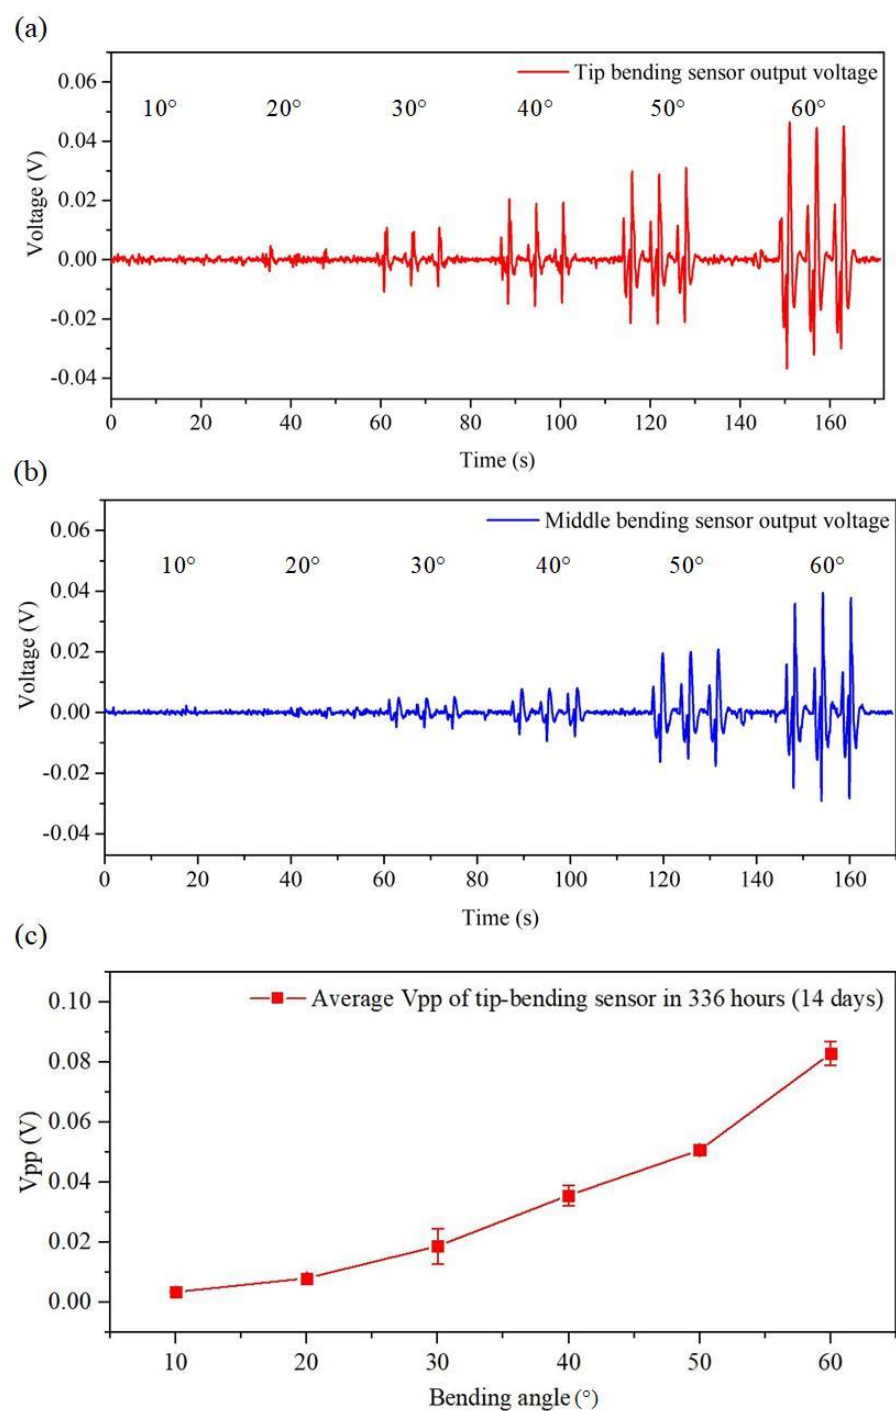 (a)
Tip bending sensor output voltage
10° 20° 30° 40° 50° 60°
0.06
0.04
0.02
0.00
-0.02
-0.04
Voltage (V)
0 20 40 60 80 100 120 140 160
Time (s)
(b)
Middle bending sensor output voltage
10° 20° 30° 40° 50° 60°
0.06
0.04
0.02
0.00
-0.02
-0.04
Voltage (V)
0 20 40 60 80 100 120 140 160
Time (s)
(c)
Average Vpp of tip-bending sensor in 336 hours (14 days)
0.10
0.08
0.06
0.04
0.02
0.00
Vpp (V)
10 20 30 40 50 60
Bending angle (°)